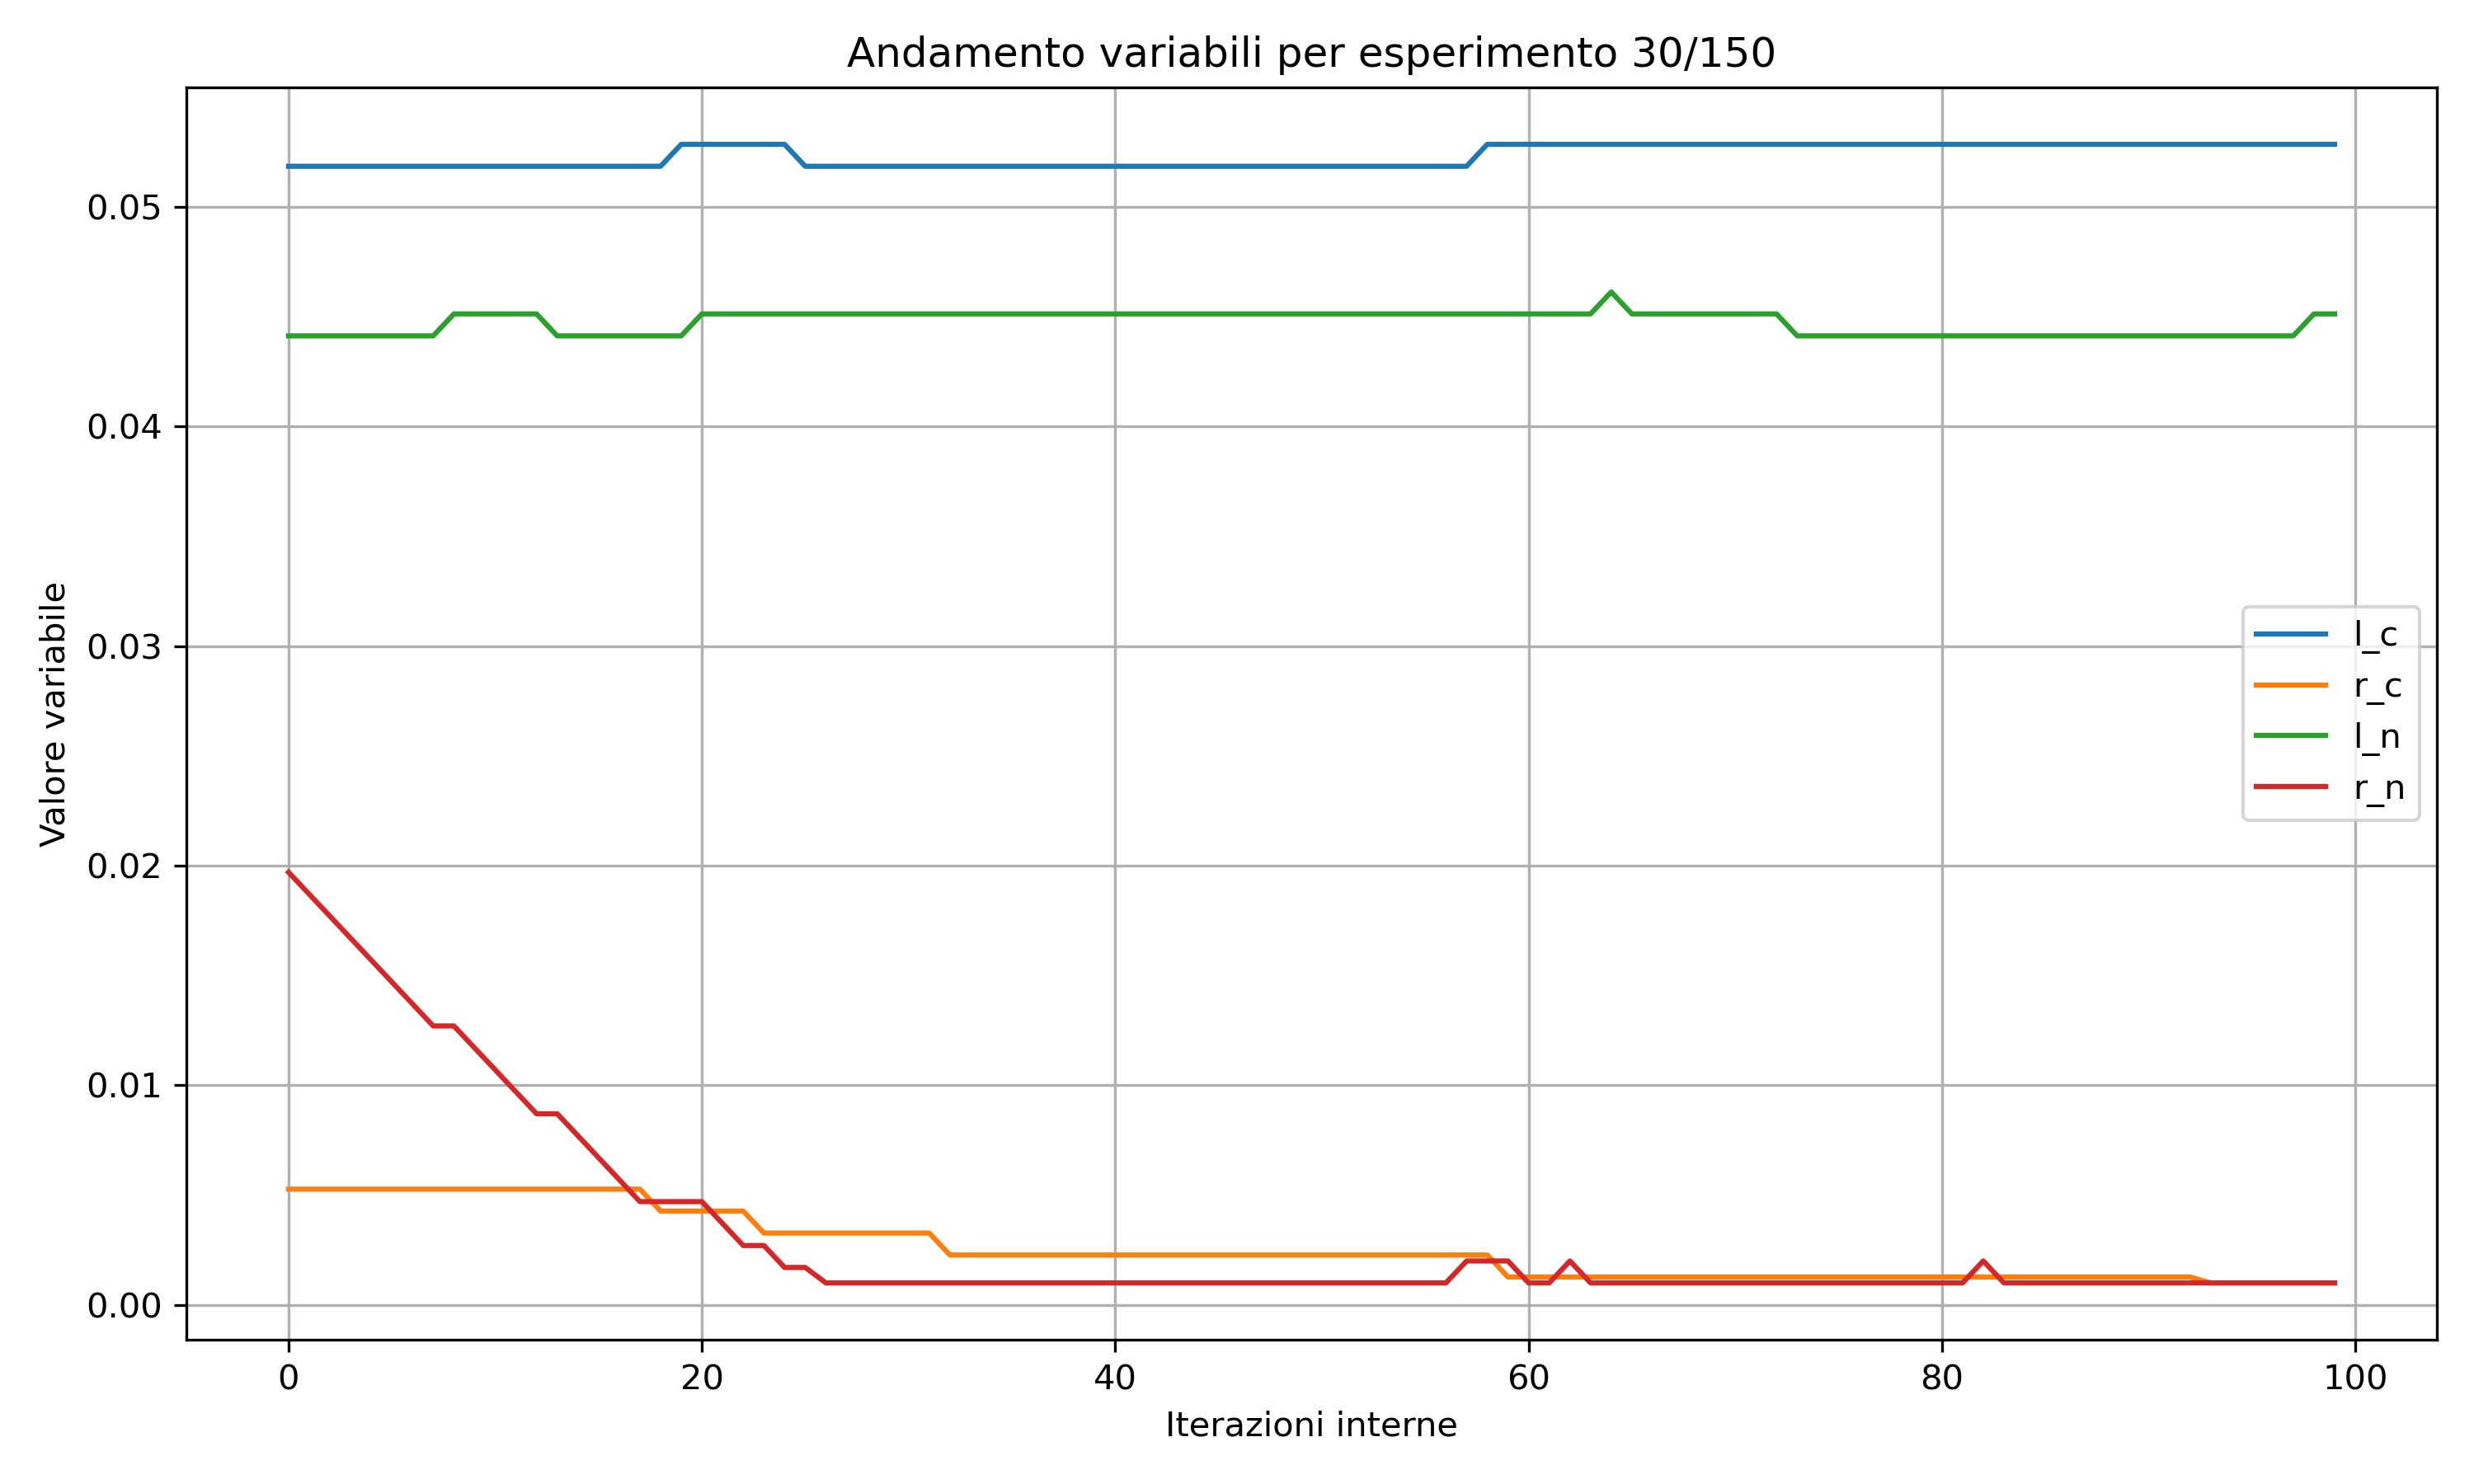 Andamento variabili per esperimento 30/150
Valore variabile
0.05
0.04
0.03
0.02
0.01
0.00
l_c
r_c
l_n
r_n
0 20 40 60 80 100
Iterazioni interne